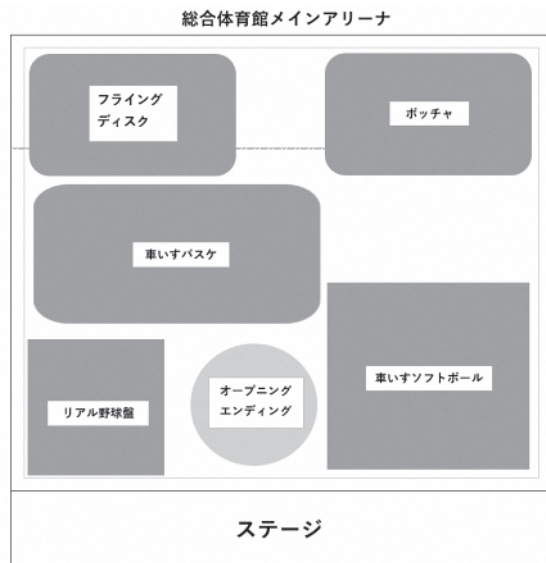 総合体育館メインアリーナ
フライング
ディスク
ボッチャ
車いすバスケ
車いすソフトボール
オープニング
エンディング
リアル野球盤
ステージ